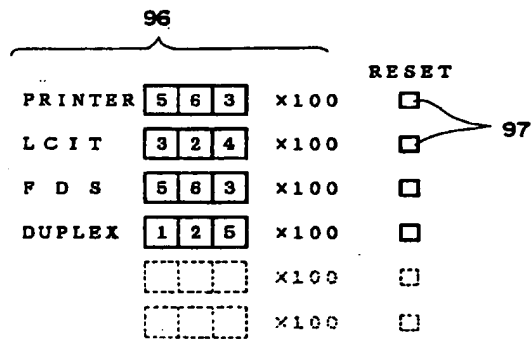 96
RESET
PRINTER 5 6 3 ×100
LCIT 3 2 4 ×100
97
FDS 5 6 3 ×100
DUPLEX 1 2 5 ×100
×100
×100